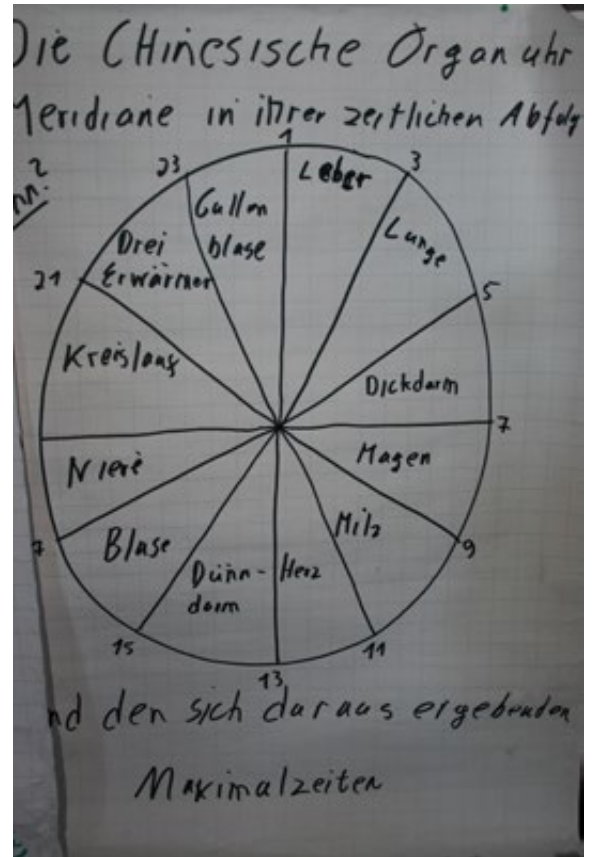 Die CHinesische Organuhr
Meridiane in ihrer zeitlichen Abfolg
1
23
3
Leber
Gallen
blase
Lunge
Drei
Erwärmer
21
5
Kreislauf
Dickdarm
7
Niere
Magen
Milz
Blase
7
9
Dünn-
darm
Herz
15
11
13
nd den sich daraus ergebenden
Maximalzeiten